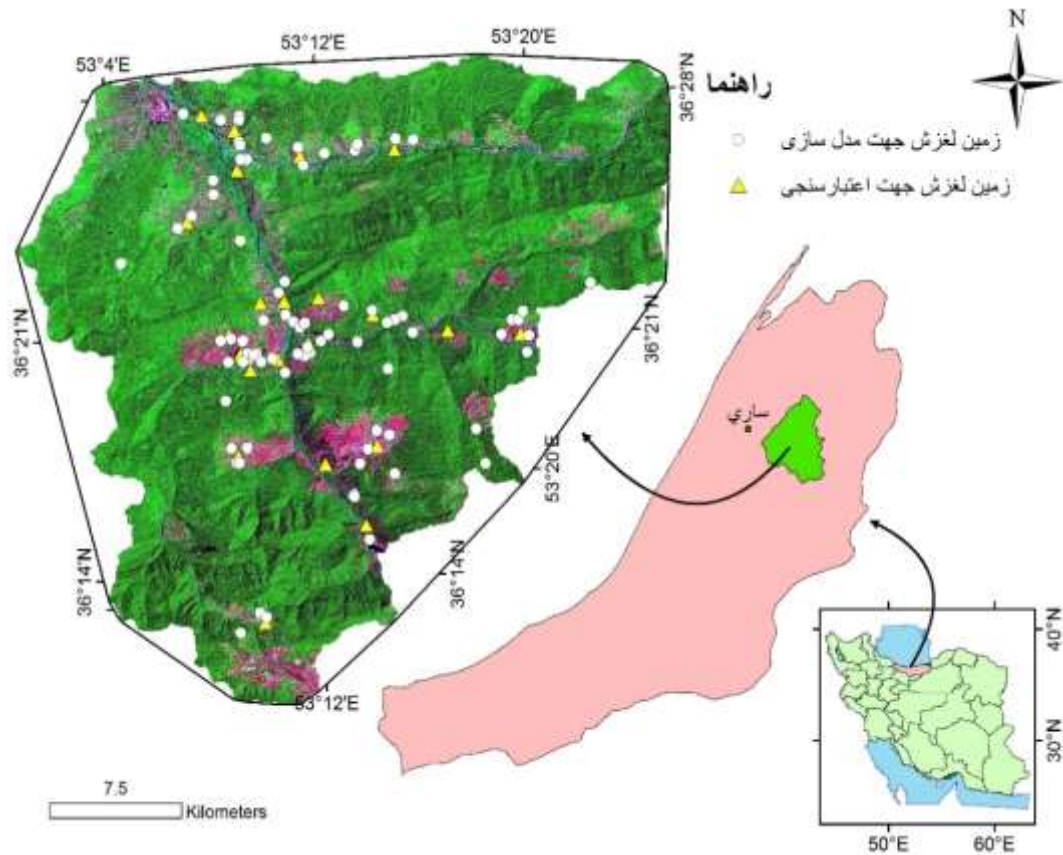 N
53°4'E
53°12'E
53°20'E
36°28'N
راهنما
زمین لغزش جهت مدل سازی
زمین لغزش جهت اعتبارسنجی
36°21'N
36°21'N
ساري
53°20'E
36°14'N
36°14'N
53°12'E
40°N
30°N
7.5
Kilometers
50°E
60°E